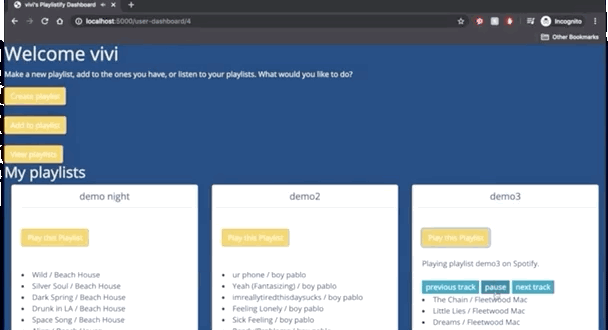 vivi's Playlistify Dashboard
localhost:5000/user-dashboard/4
Incognito
Other Bookmarks
Welcome vivi
Make a new playlist, add to the ones you have, or listen to your playlists. What would you like to do?
Create playlist
Add to playlist
View playlists
My playlists
demo night
Play this Playlist
Wild / Beach House
Silver Soul / Beach House
Dark Spring / Beach House
Drunk in LA / Beach House
Space Song / Beach House
demo2
Play this Playlist
ur phone / boy pablo
Yeah (Fantasizing) / boy pablo
imreallytiredthisdaysucks / boy pablo
Feeling Lonely / boy pablo
Sick Feeling / boy pablo
demo3
Play this Playlist
Playing playlist demo3 on Spotify.
previous track pause next track
The Chain / Fleetwood Mac
Little Lies / Fleetwood Mac
Dreams / Fleetwood Mac